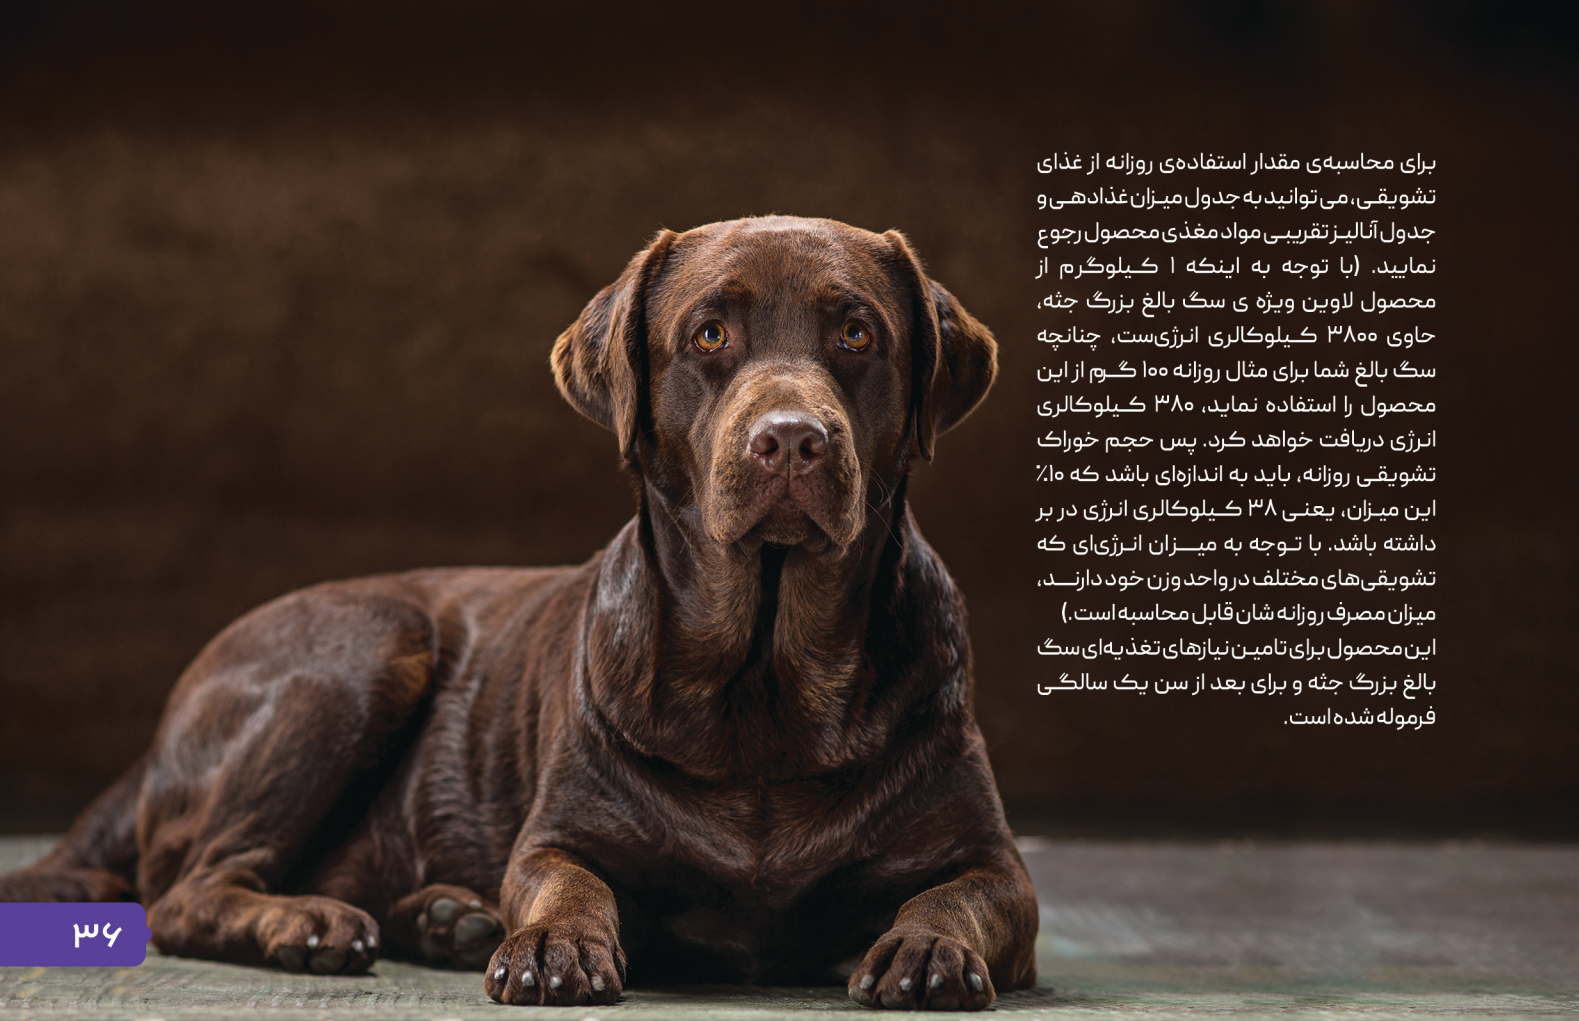 برای محاسبه‌ی مقدار استفاده‌ی روزانه از غذای
تشویقی، می‌توانید به جدول میزان غذادهی و
جدول آنالیز تقریبی مواد مغذی محصول رجوع
نمایید. (با توجه به اینکه ۱ کیلوگرم از
محصول لاوین ویژه ی سگ بالغ بزرگ جثه،
حاوی ۳۸۰۰ کیلوکالری انرژی‌ست، چنانچه
سگ بالغ شما برای مثال روزانه ۱۰۰ گرم از این
محصول را استفاده نماید، ۳۸۰ کیلوکالری
انرژی دریافت خواهد کرد. پس حجم خوراک
تشویقی روزانه، باید به اندازه‌ای باشد که ۱۰٪
این میزان، یعنی ۳۸ کیلوکالری انرژی در بر
داشته باشد. با توجه به میزان انرژی‌ای که
تشویقی‌های مختلف در واحد وزن خود دارند،
میزان مصرف روزانه شان قابل محاسبه است.)
این محصول برای تامین نیازهای تغذیه‌ای سگ
بالغ بزرگ جثه و برای بعد از سن یک سالگی
فرموله شده است.
۳۶